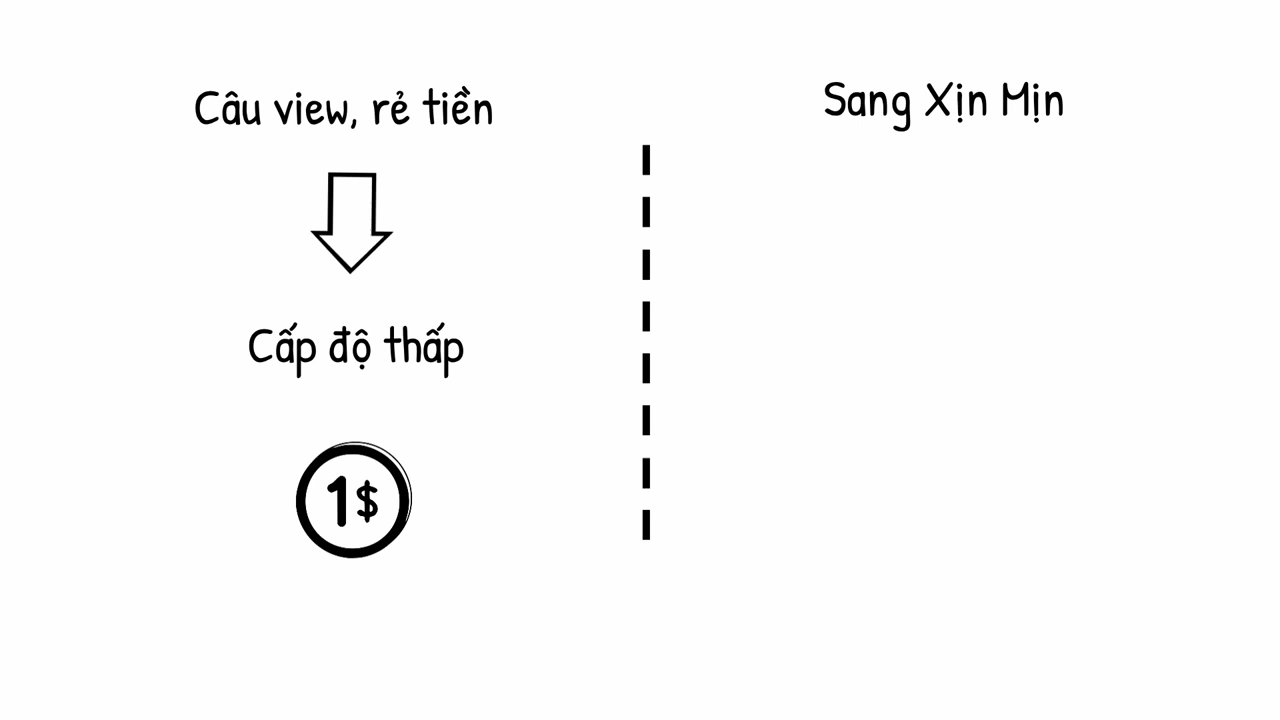 Câu view, rẻ tiền
Sang Xịn Mịn
Cấp độ thấp
1$